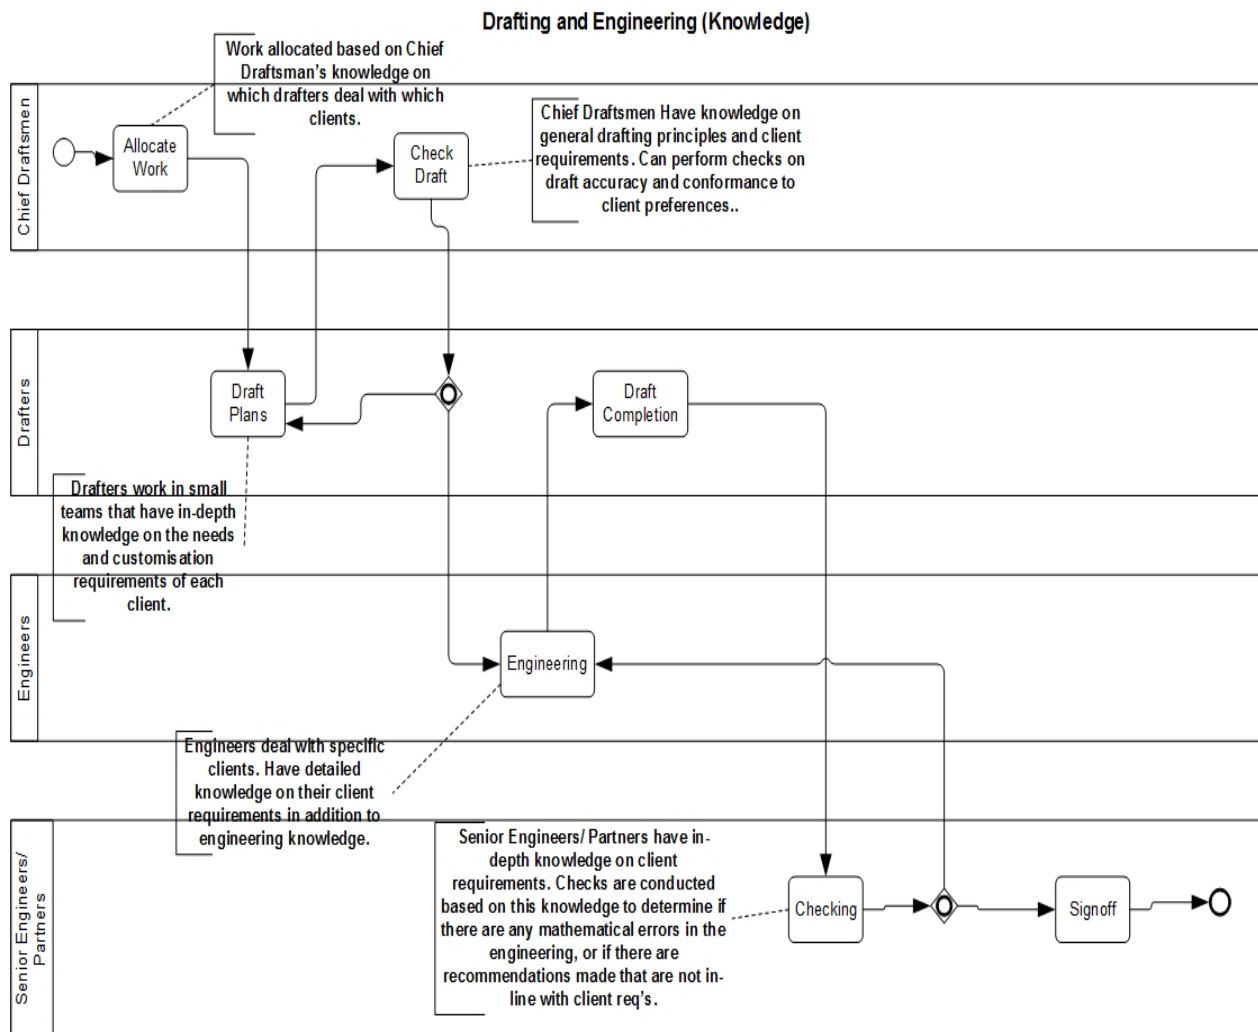 Drafting and Engineering (Knowledge)
Work allocated based on Chief
Draftsman's knowledge on
which drafters deal with which
clients.
Chief Draftsmen Have knowledge on
general drafting principles and client
requirements. Can perform checks on
draft accuracy and conformance to
client preferences..
Chief Draftsmen
Allocate
Work
Check
Draft
Drafters
Draft
Plans
Draft
Completion
Drafters work in small
teams that have in-depth
knowledge on the needs
and customisation
requirements of each
client.
Engineers
Engineering
Engineers deal with specific
clients. Have detailed
knowledge on their client
requirements in addition to
engineering knowledge.
Senior Engineers/
Partners
Senior Engineers/ Partners have in-
depth knowledge on client
requirements. Checks are conducted
based on this knowledge to determine if
there are any mathematical errors in the
engineering, or if there are
recommendations made that are not in-
line with client req's.
Checking
Signoff